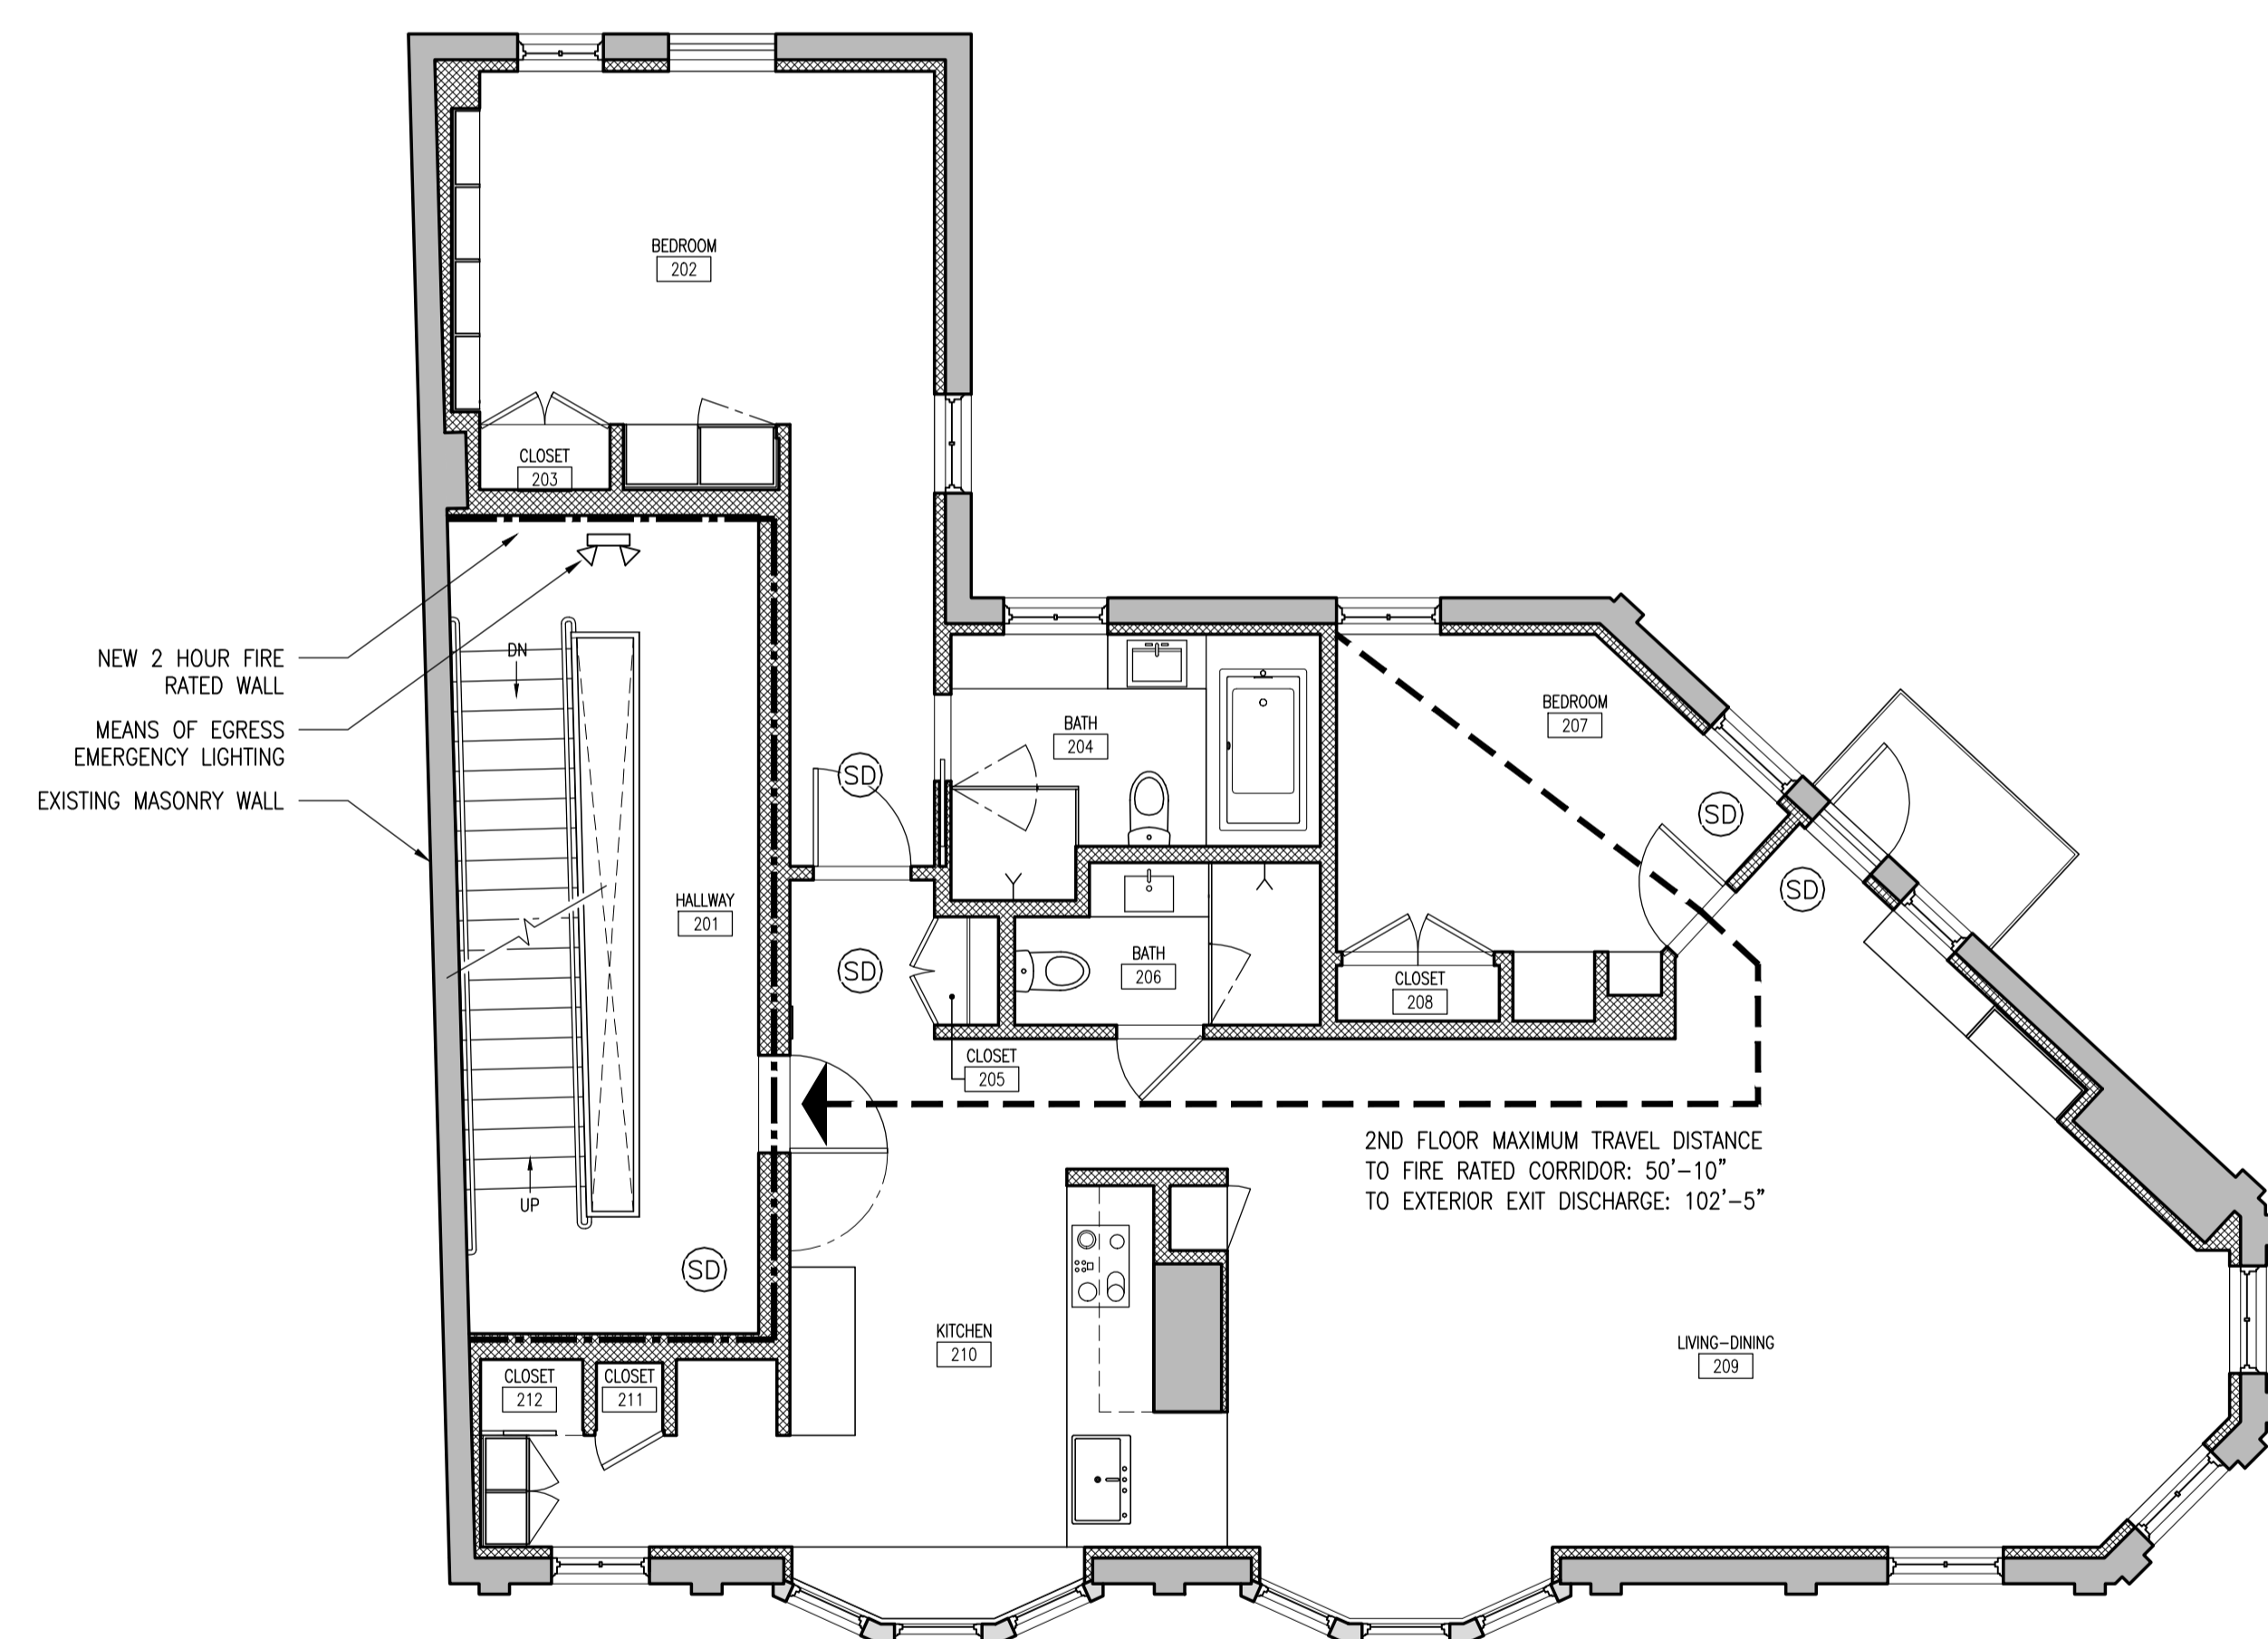 BEDROOM
202
CLOSET
203
NEW 2 HOUR FIRE
RATED WALL
MEANS OF EGRESS
EMERGENCY LIGHTING
EXISTING MASONRY WALL
DN
UP
HALLWAY
201
SD
SD
SD
BATH
204
BATH
206
CLOSET
205
BEDROOM
207
SD
SD
CLOSET
208
2ND FLOOR MAXIMUM TRAVEL DISTANCE
TO FIRE RATED CORRIDOR: 50'-10"
TO EXTERIOR EXIT DISCHARGE: 102'-5"
KITCHEN
210
LIVING-DINING
209
CLOSET
212
CLOSET
211